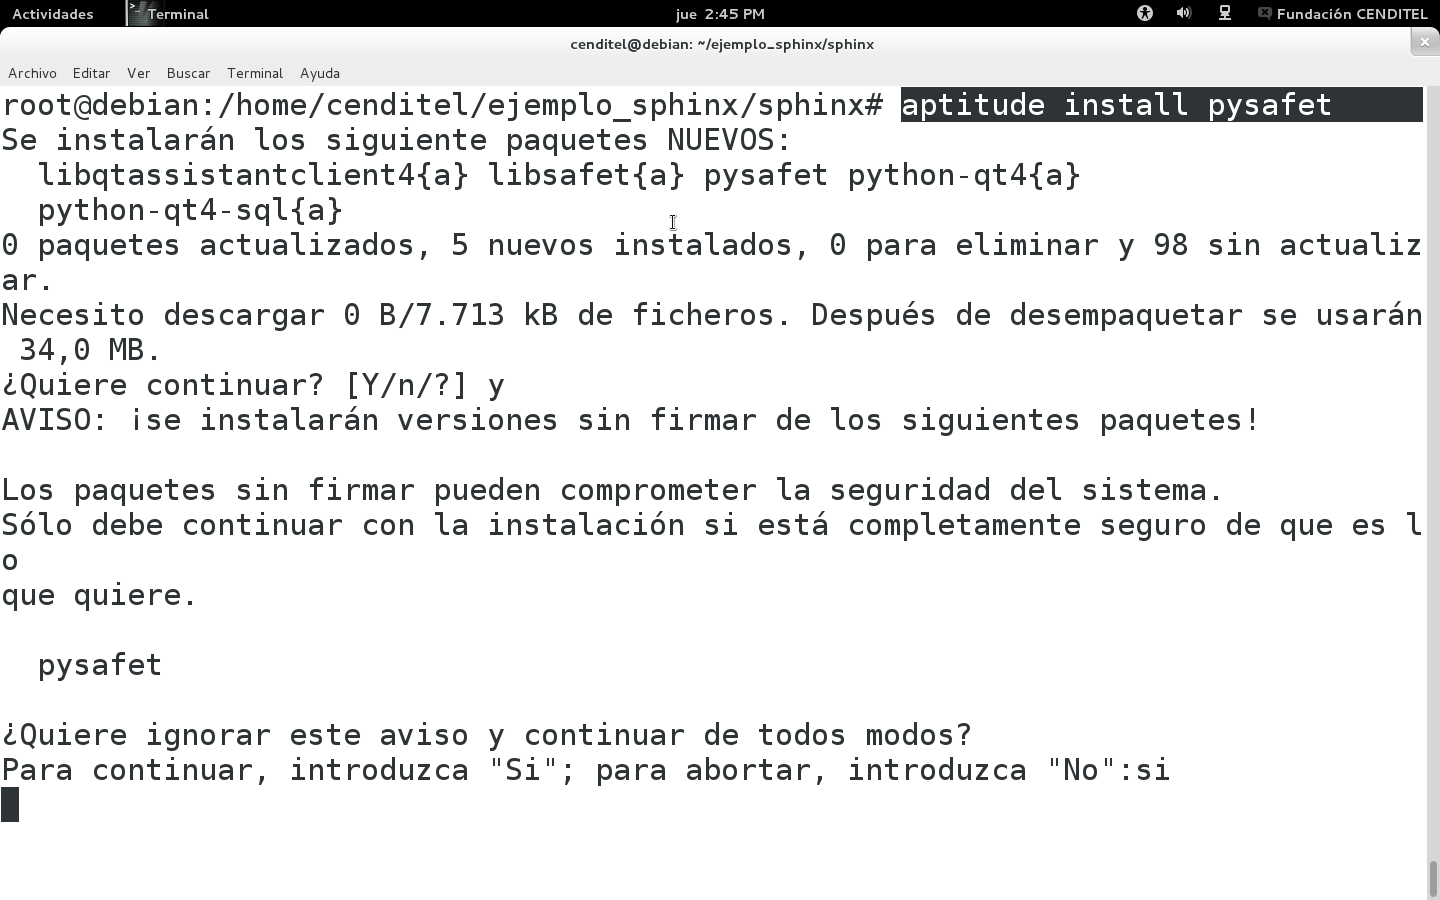 Actividades Terminal jue 2:45 PM Fundación CENDITEL
cenditel@debian: ~/ejemplo_sphinx/sphinx
Archivo Editar Ver Buscar Terminal Ayuda
root@debian:/home/cenditel/ejemplo_sphinx/sphinx# aptitude install pysafet
Se instalarán los siguiente paquetes NUEVOS:
  libqtassistantclient4{a} libsafet{a} pysafet python-qt4{a}
  python-qt4-sql{a}
0 paquetes actualizados, 5 nuevos instalados, 0 para eliminar y 98 sin actualiz
ar.
Necesito descargar 0 B/7.713 kB de ficheros. Después de desempaquetar se usarán
 34,0 MB.
¿Quiere continuar? [Y/n/?] y
AVISO: ¡se instalarán versiones sin firmar de los siguientes paquetes!
Los paquetes sin firmar pueden comprometer la seguridad del sistema.
Sólo debe continuar con la instalación si está completamente seguro de que es l
o
que quiere.
  pysafet
¿Quiere ignorar este aviso y continuar de todos modos?
Para continuar, introduzca "Si"; para abortar, introduzca "No":si